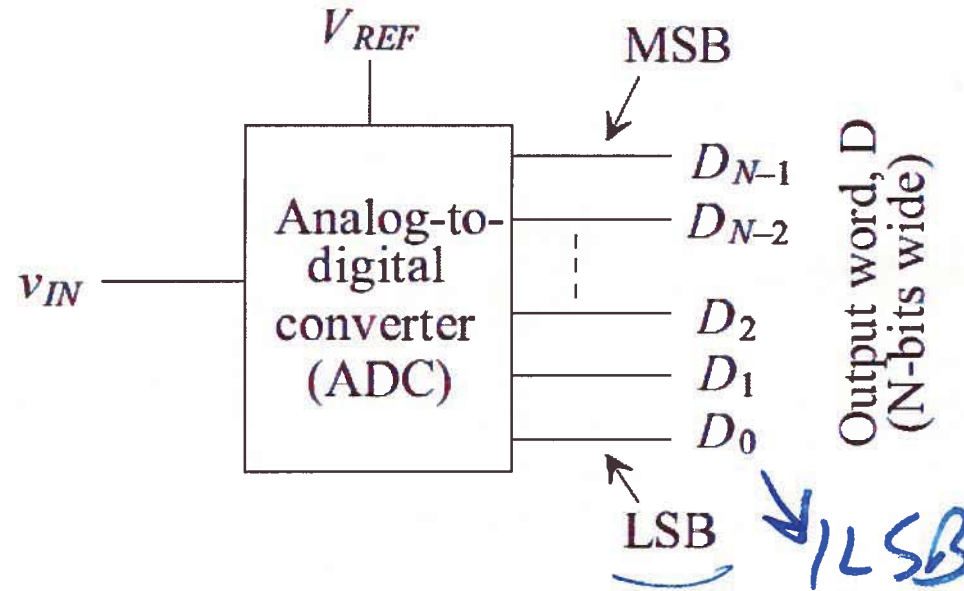 V_REF
MSB
v_IN
Analog-to-
digital
converter
(ADC)
D_N–1
D_N–2
D_2
D_1
D_0
Output word, D
(N-bits wide)
LSB
1LSB